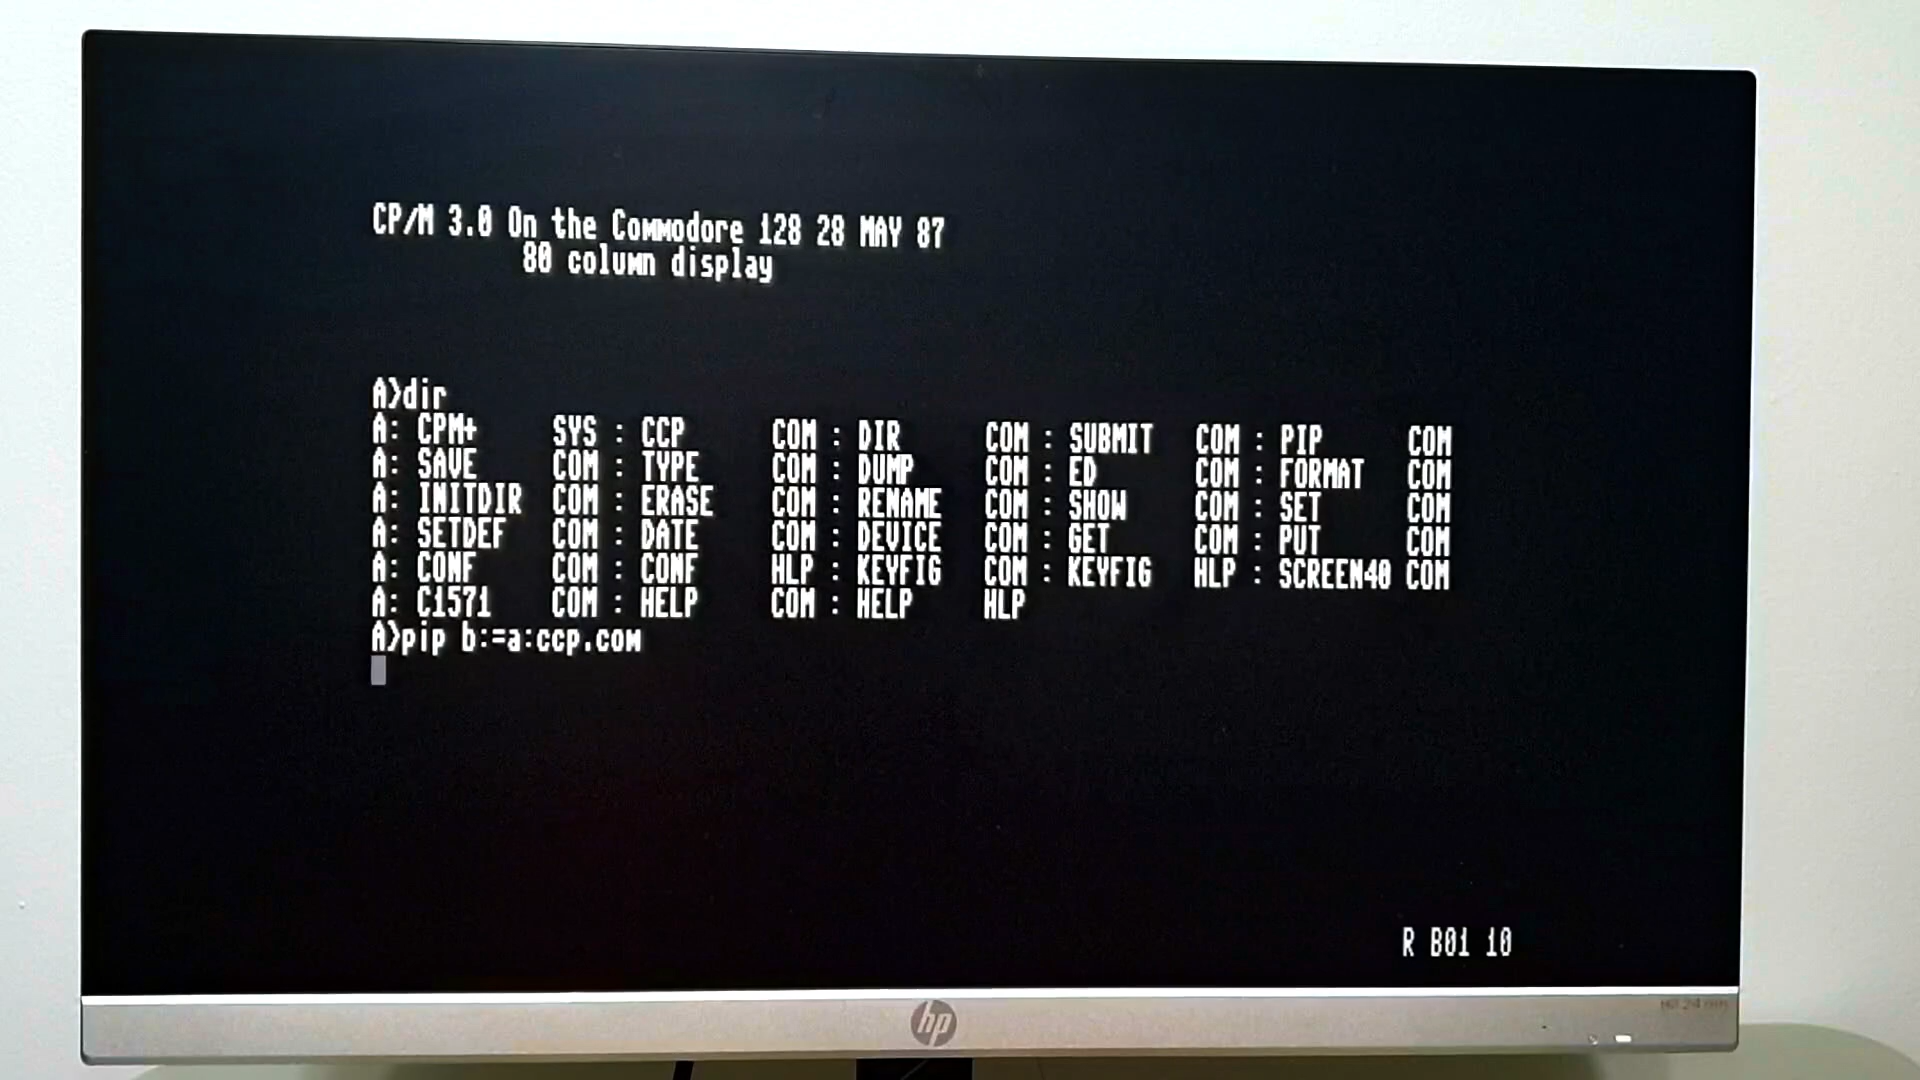 CP/M 3.0 On the Commodore 128 28 MAY 87
80 column display
A>dir
A: CPM+ SYS : CCP COM : DIR COM : SUBMIT COM : PIP COM
A: SAVE COM : TYPE COM : DUMP COM : ED COM : FORMAT COM
A: INITDIR COM : ERASE COM : RENAME COM : SHOW COM : SET COM
A: SETDEF COM : DATE COM : DEVICE COM : GET COM : PUT COM
A: CONF COM : CONF HLP : KEYFIG COM : KEYFIG HLP : SCREEN40 COM
A: C1571 COM : HELP COM : HELP HLP
A>pip b:=a:ccp.com
R B01 10
hp